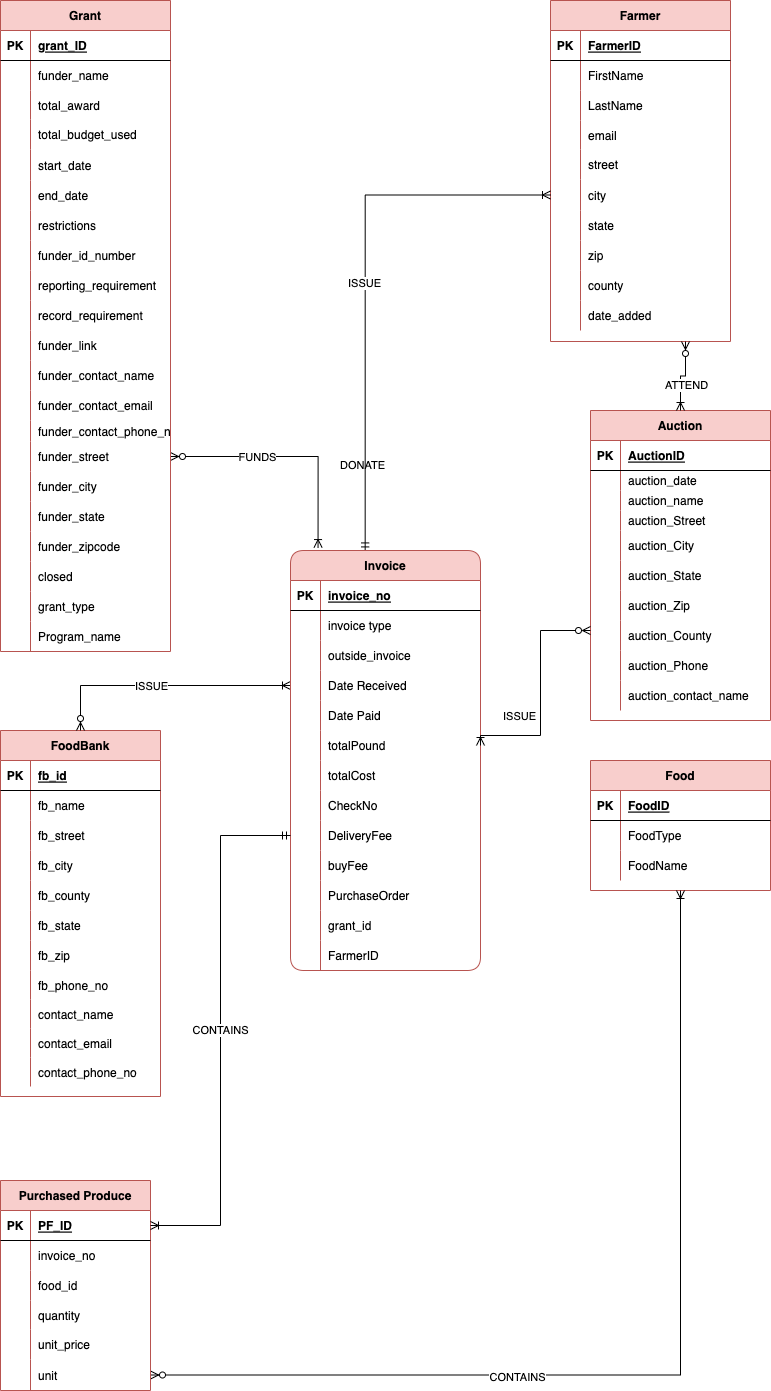 Grant
PK grant_ID
funder_name
total_award
total_budget_used
start_date
end_date
restrictions
funder_id_number
reporting_requirement
record_requirement
funder_link
funder_contact_name
funder_contact_email
funder_contact_phone_n
funder_street
funder_city
funder_state
funder_zipcode
closed
grant_type
Program_name
Farmer
PK FarmerID
FirstName
LastName
email
street
city
state
zip
county
date_added
ISSUE
DONATE
FUNDS
ATTEND
Auction
PK AuctionID
auction_date
auction_name
auction_Street
auction_City
auction_State
auction_Zip
auction_County
auction_Phone
auction_contact_name
Invoice
PK invoice_no
invoice type
outside_invoice
Date Received
Date Paid
totalPound
totalCost
CheckNo
DeliveryFee
buyFee
PurchaseOrder
grant_id
FarmerID
ISSUE
ISSUE
FoodBank
PK fb_id
fb_name
fb_street
fb_city
fb_county
fb_state
fb_zip
fb_phone_no
contact_name
contact_email
contact_phone_no
Food
PK FoodID
FoodType
FoodName
CONTAINS
Purchased Produce
PK PF_ID
invoice_no
food_id
quantity
unit_price
unit
CONTAINS